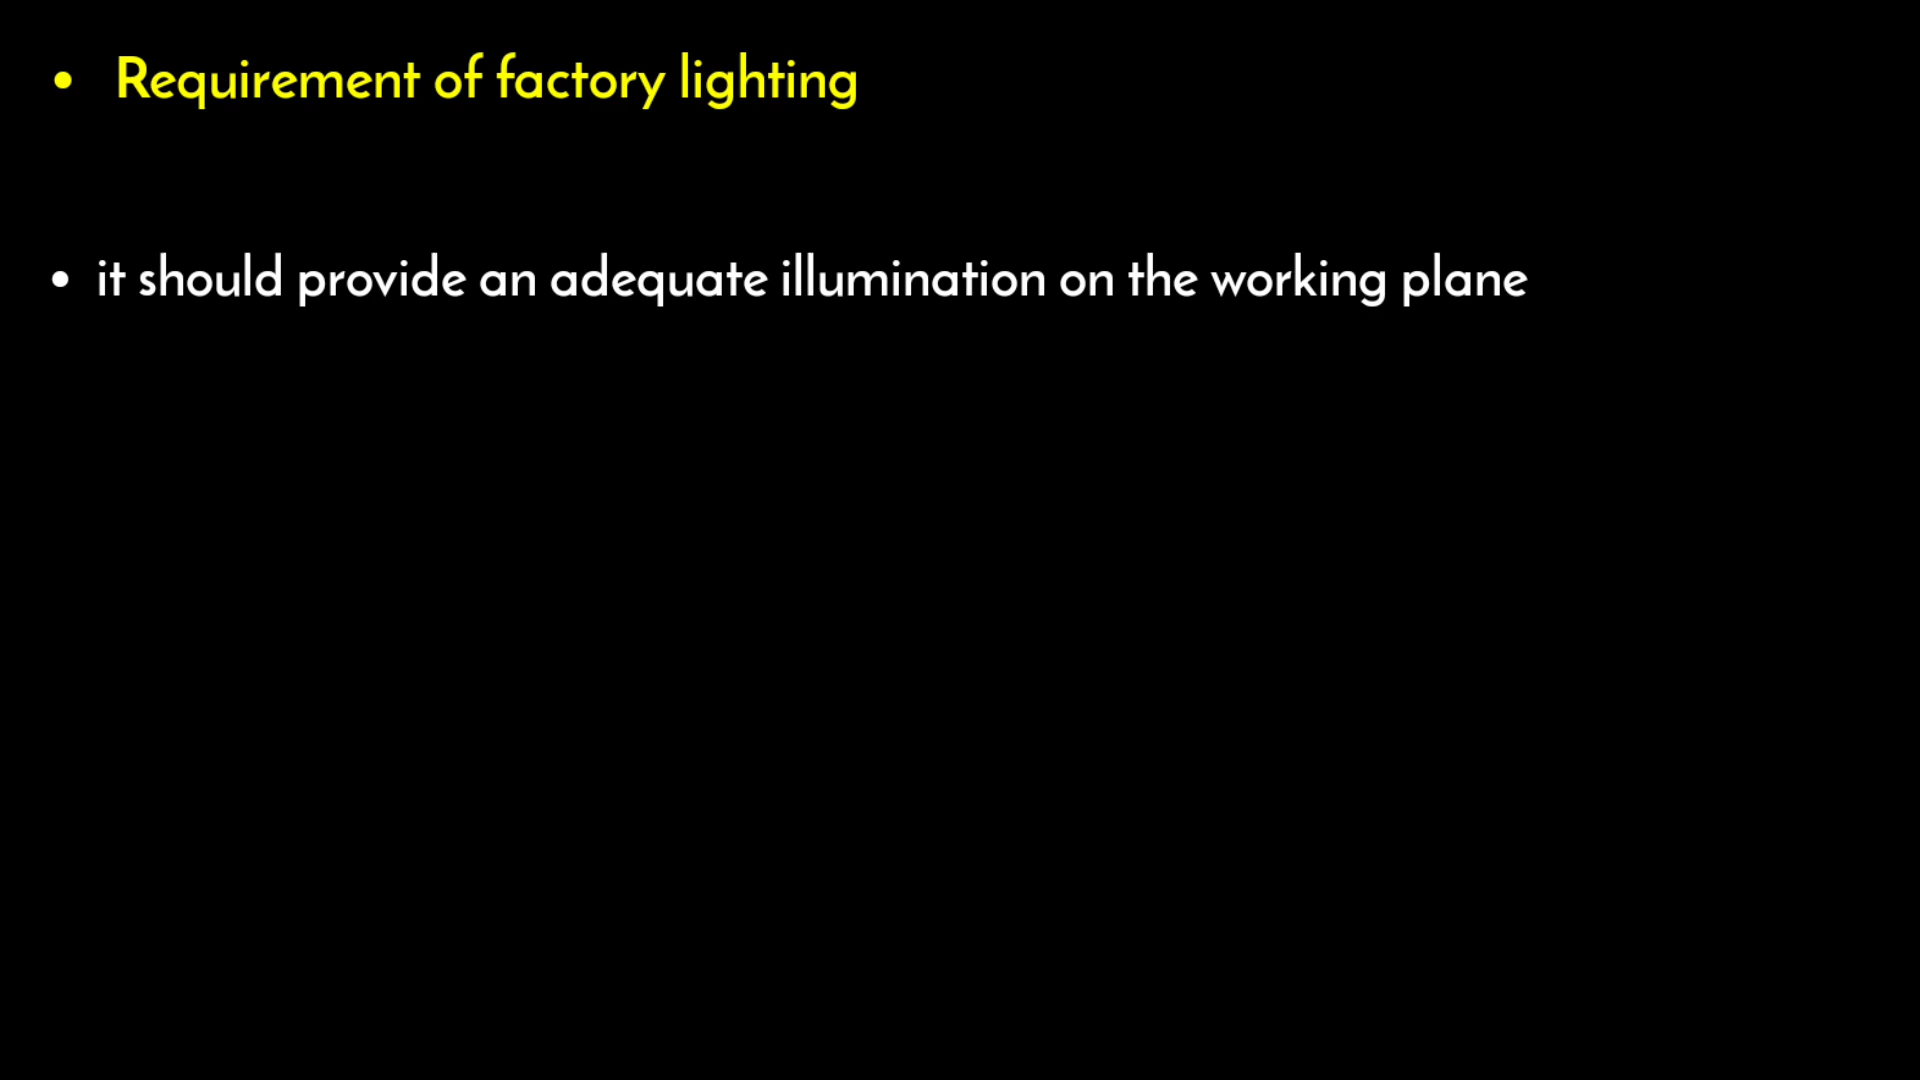 • Requirement of factory lighting
• it should provide an adequate illumination on the working plane